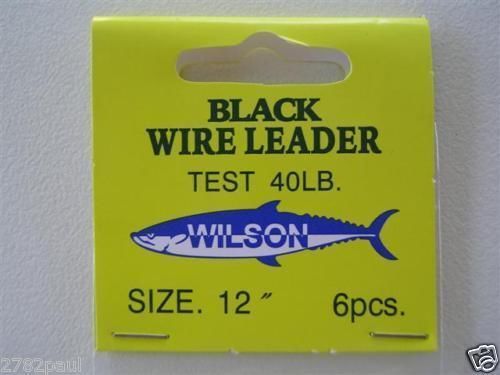 BLACK
WIRE LEADER
TEST 40LB.
WILSON
SIZE. 12" 6pcs.
2782paul